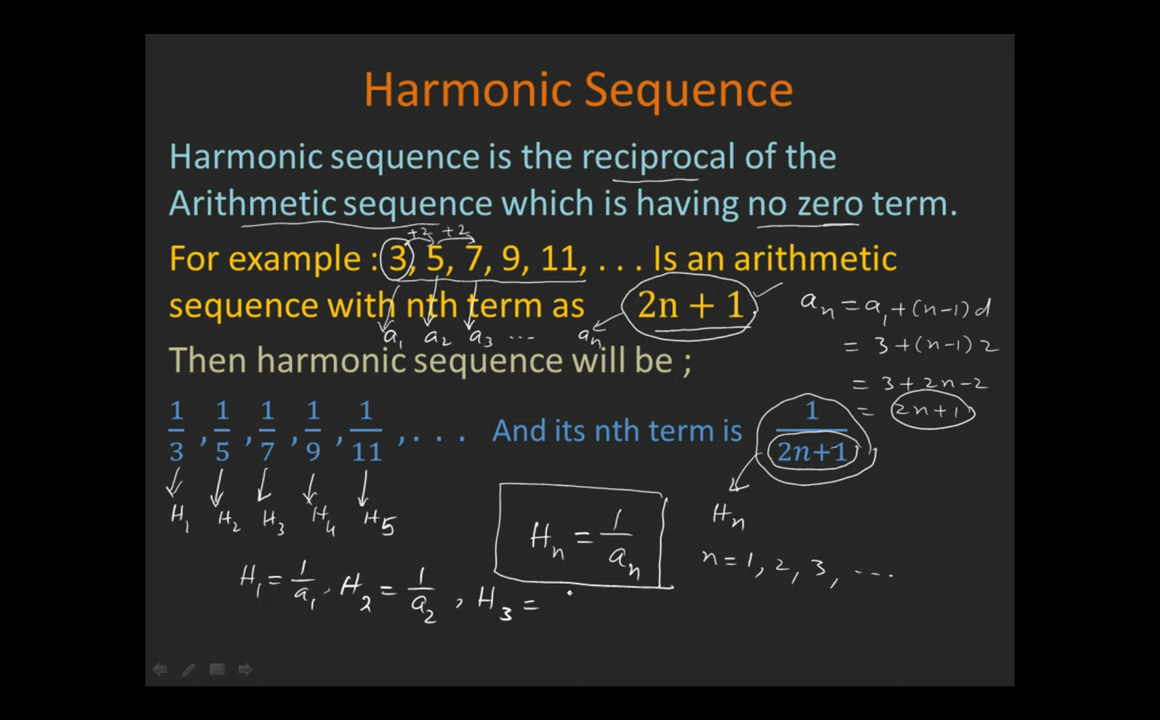 Harmonic Sequence
Harmonic sequence is the reciprocal of the
Arithmetic sequence which is having no zero term.
+2 +2
For example : 3, 5, 7, 9, 11, . . . Is an arithmetic
sequence with nth term as 2n + 1
aₙ = a₁ + (n-1)d
a₁ a₂ a₃ ... aₙ
= 3 + (n-1) 2
Then harmonic sequence will be ;
= 3 + 2n - 2
= 2n + 1
1/3 , 1/5 , 1/7 , 1/9 , 1/11 , . . . And its nth term is 1/(2n+1)
H₁ H₂ H₃ H₄ H₅
Hₙ
Hₙ = 1/aₙ
n = 1, 2, 3, ...
H₁ = 1/a₁ , H₂ = 1/a₂ , H₃ =